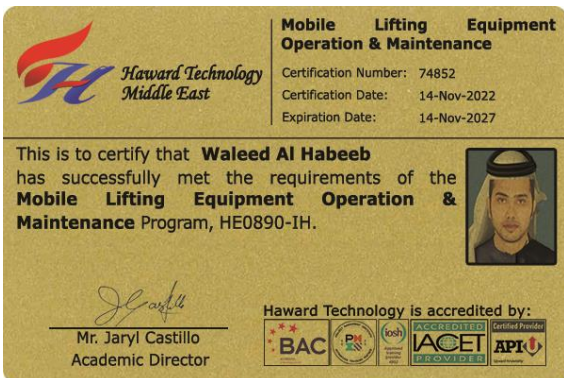 Haward Technology
Middle East
Mobile Lifting Equipment
Operation & Maintenance
Certification Number: 74852
Certification Date: 14-Nov-2022
Expiration Date: 14-Nov-2027
This is to certify that Waleed Al Habeeb
has successfully met the requirements of the
Mobile Lifting Equipment Operation &
Maintenance Program, HE0890-IH.
Mr. Jaryl Castillo
Academic Director
Haward Technology is accredited by:
BAC
iosh
ACCREDITED
IACET
PROVIDER
Certified Provider
API